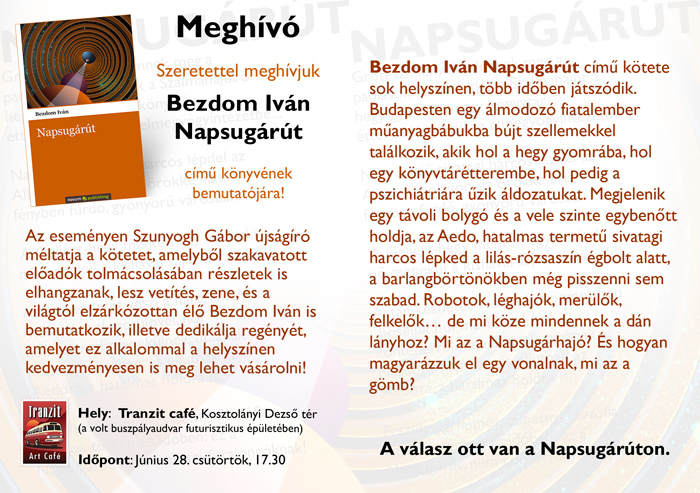 Meghívó
Szeretettel meghívjuk
Bezdom Iván
Napsugárút
című könyvének
bemutatójára!
Bezdom Iván
Napsugárút
novum publishing
Az eseményen Szunyogh Gábor újságíró
méltatja a kötetet, amelyből szakavatott
előadók tolmácsolásában részletek is
elhangzanak, lesz vetítés, zene, és a
világtól elzárkózottan élő Bezdom Iván is
bemutatkozik, illetve dedikálja regényét,
amelyet ez alkalommal a helyszínen
kedvezményesen is meg lehet vásárolni!
Tranzit
Art Café
Hely: Tranzit café, Kosztolányi Dezső tér
(a volt buszpályaudvar futurisztikus épületében)
Időpont: Június 28. csütörtök, 17.30
NAPSUGÁRÚT
Bezdom Iván Napsugárút című kötete
sok helyszínen, több időben játszódik.
Budapesten egy álmodozó fiatalember
műanyagbábukba bújt szellemekkel
találkozik, akik hol a hegy gyomrába, hol
egy könyvtárétterembe, hol pedig a
pszichiátriára űzik áldozatukat. Megjelenik
egy távoli bolygó és a vele szinte egybenőtt
holdja, az Aedo, hatalmas termetű sivatagi
harcos lépked a lilás-rózsaszín égbolt alatt,
a barlangbörtönökben még pisszenni sem
szabad. Robotok, léghajók, merülők,
felkelők… de mi köze mindennek a dán
lányhoz? Mi az a Napsugárhajó? És hogyan
magyarázzuk el egy vonalnak, mi az a
gömb?
A válasz ott van a Napsugárúton.